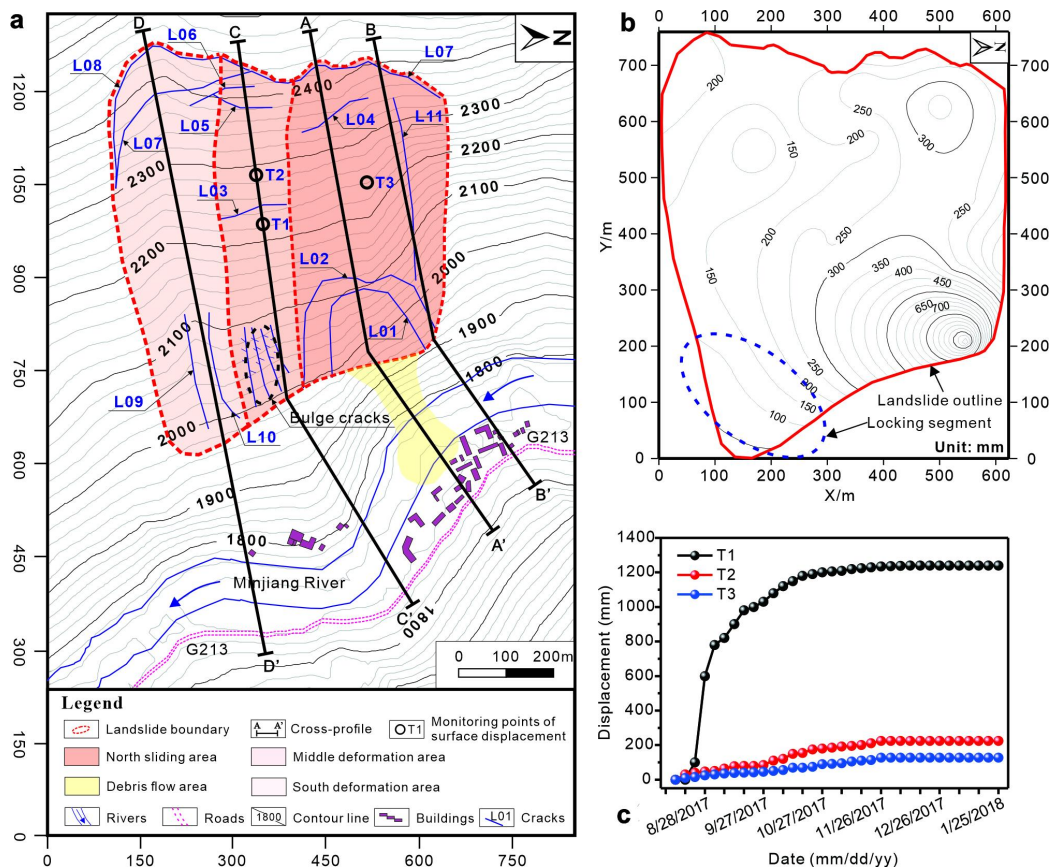 a
D
C
A
B
N
L06
L08
L07
2400
L05
L04
L11
2300
L07
2200
2300
T2
T3
2100
L03
T1
2200
L02
2000
2100
L01
1900
1800
L09
2000
L10
Bulge cracks
G213
1900
B'
1800
A'
Minjiang River
C'
1800
G213
D'
0 100 200m
1200
1050
900
750
600
450
300
150
0
0 150 300 450 600 750
Legend
Landslide boundary
A A' Cross-profile
T1 Monitoring points of
surface displacement
North sliding area
Middle deformation area
Debris flow area
South deformation area
Rivers
Roads
1800 Contour line
Buildings
L01 Cracks
b
0 100 200 300 400 500 600
N
700 700
600 600
500 500
400 400
300 300
200 200
100 100
0 0
Y/m
200
150
250
200
300
250
200
250
150
300
350
400
450
650
700
250
200
150
100
Landslide outline
Locking segment
Unit: mm
0 100 200 300 400 500 600
X/m
c
1400
1200
1000
800
600
400
200
0
Displacement (mm)
T1
T2
T3
8/28/2017
9/27/2017
10/27/2017
11/26/2017
12/26/2017
1/25/2018
Date (mm/dd/yy)